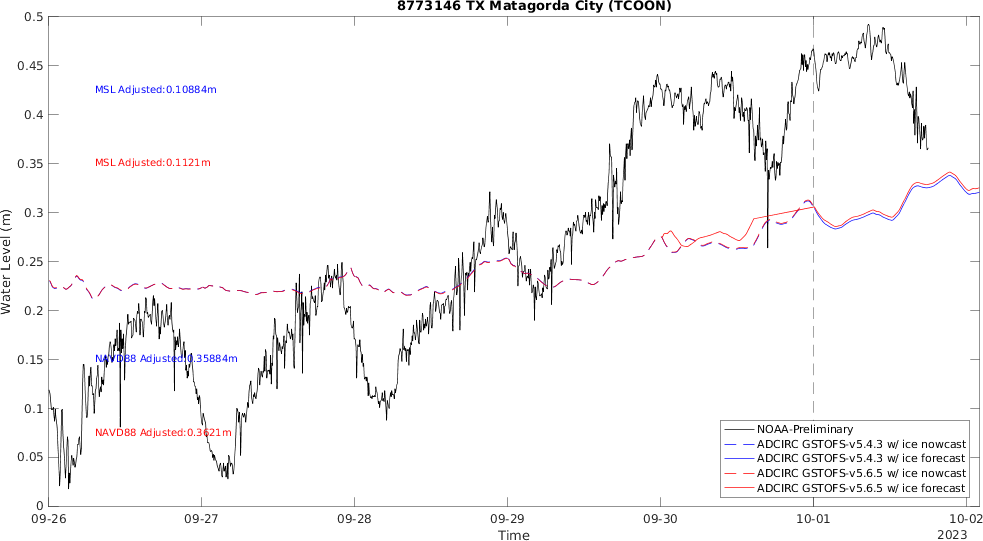 8773146 TX Matagorda City (TCOON)
0.5
0.45
0.4
0.35
0.3
0.25
0.2
0.15
0.1
0.05
0
Water Level (m)
MSL Adjusted:0.10884m
MSL Adjusted:0.1121m
NAVD88 Adjusted:0.35884m
NAVD88 Adjusted:0.3621m
NOAA-Preliminary
ADCIRC GSTOFS-v5.4.3 w/ ice nowcast
ADCIRC GSTOFS-v5.4.3 w/ ice forecast
ADCIRC GSTOFS-v5.6.5 w/ ice nowcast
ADCIRC GSTOFS-v5.6.5 w/ ice forecast
09-26 09-27 09-28 09-29 09-30 10-01 10-02
Time
2023